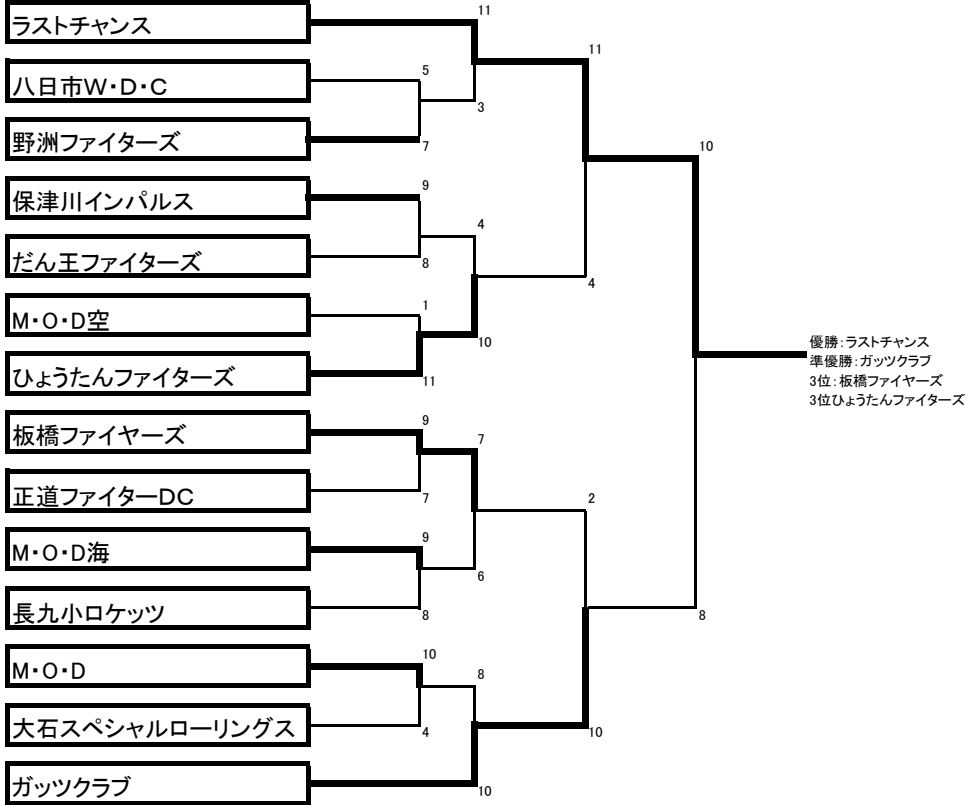 ラストチャンス
八日市W・D・C
野洲ファイターズ
保津川インパルス
だん王ファイターズ
M・O・D空
ひょうたんファイターズ
板橋ファイヤーズ
正道ファイターDC
M・O・D海
長九小ロケッツ
M・O・D
大石スペシャルローリングス
ガッツクラブ
5
7
9
8
1
11
9
7
9
8
10
4
11
3
4
10
7
6
8
10
11
4
2
10
10
8
優勝：ラストチャンス
準優勝：ガッツクラブ
3位：板橋ファイヤーズ
3位ひょうたんファイターズ